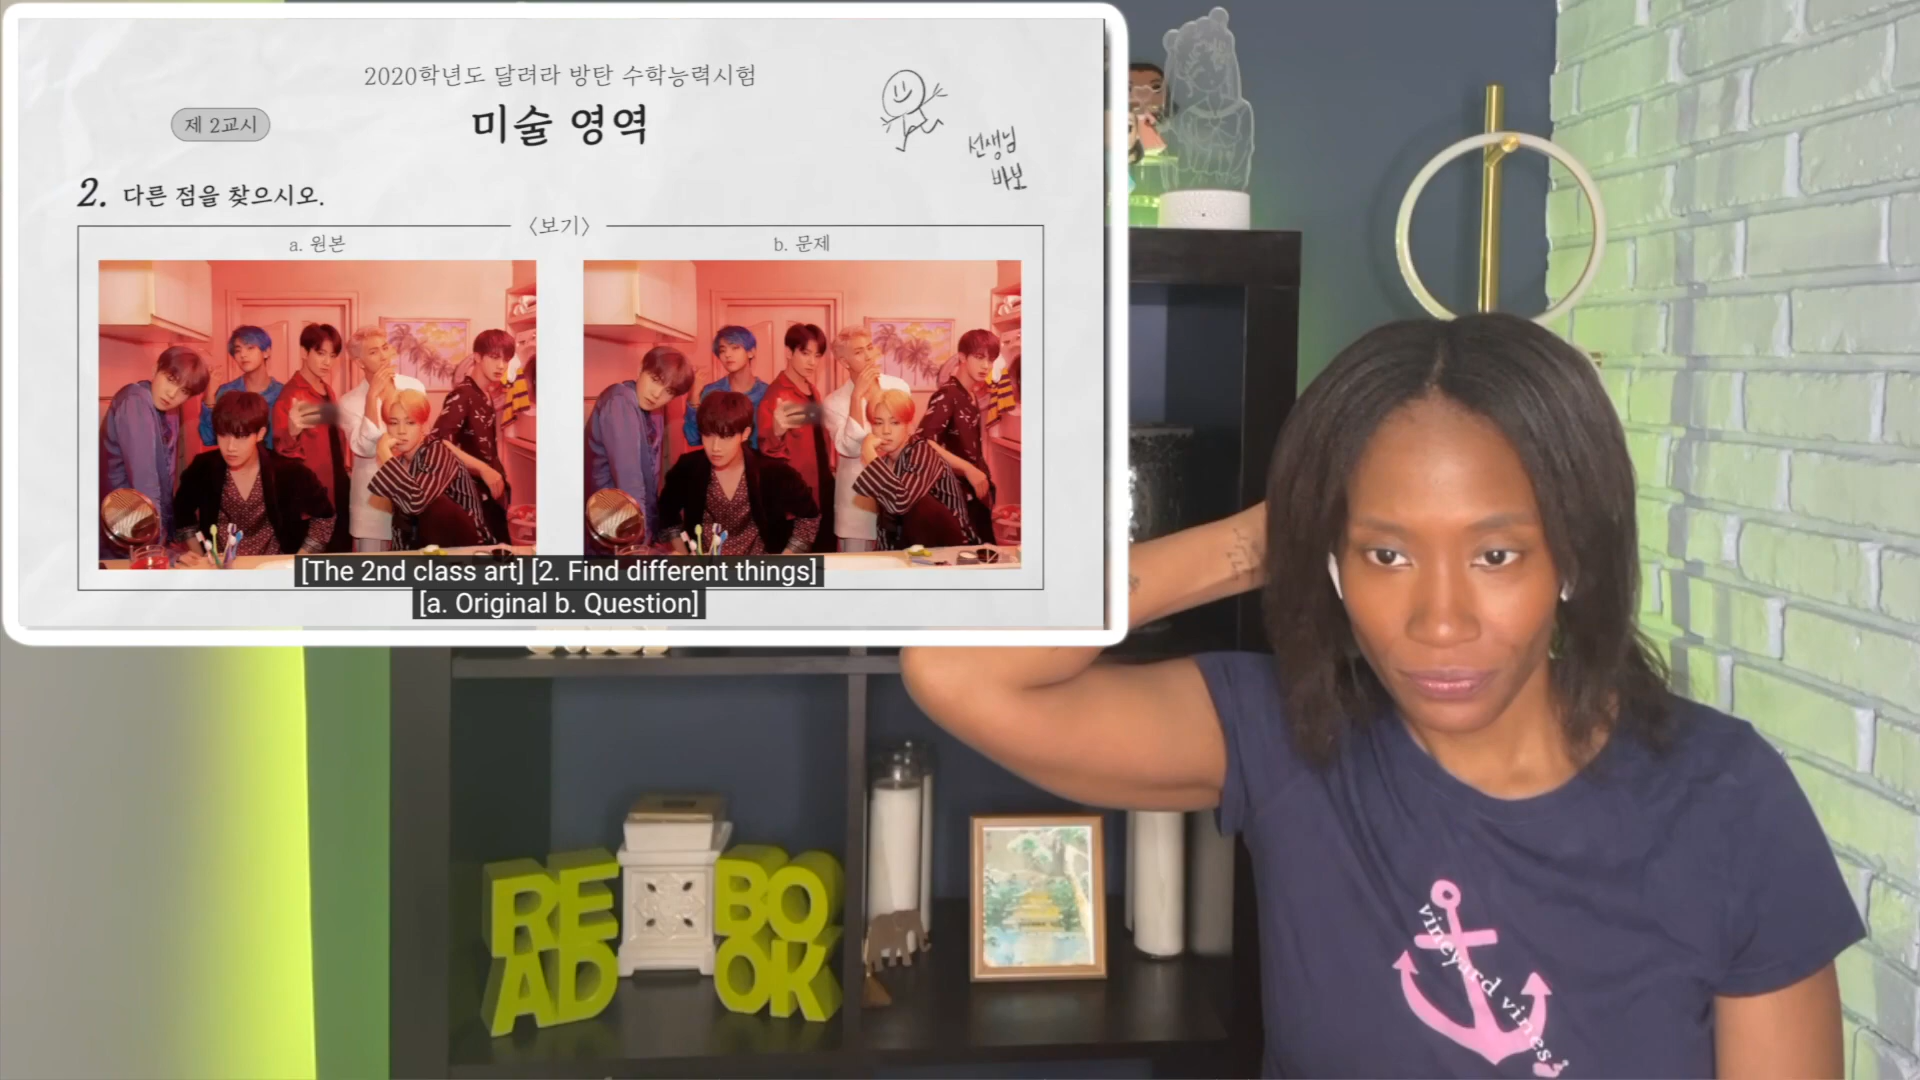 2020학년도 달려라 방탄 수학능력시험
제 2교시
미술 영역
선생님
바보
2. 다른 점을 찾으시오.
<보기>
a. 원본
b. 문제
[The 2nd class art] [2. Find different things]
[a. Original b. Question]
READ
BOOK
vineyard vines